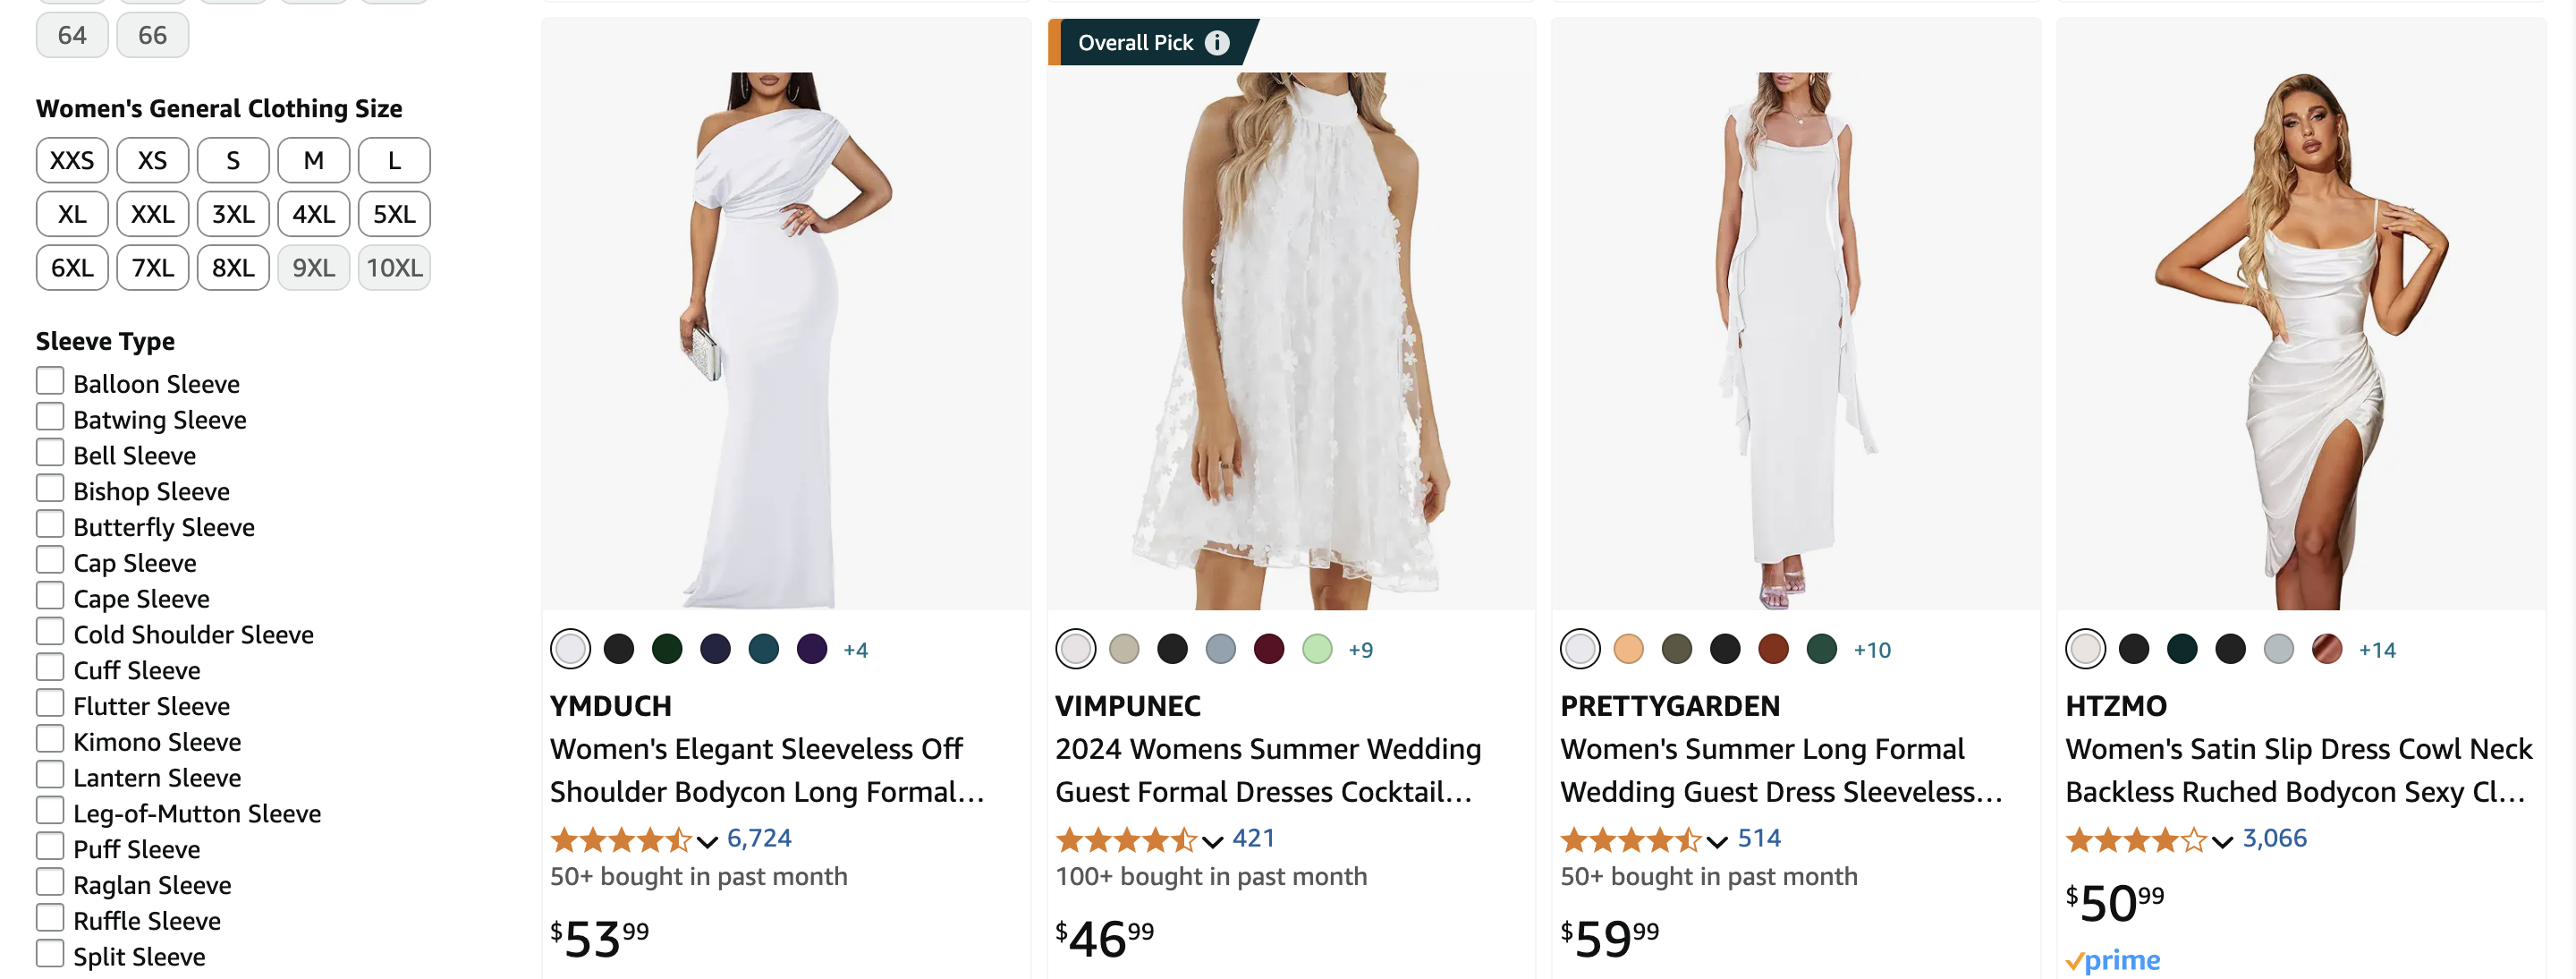 64
66
Women's General Clothing Size
XXS XS S M L
XL XXL 3XL 4XL 5XL
6XL 7XL 8XL 9XL 10XL
Sleeve Type
Balloon Sleeve
Batwing Sleeve
Bell Sleeve
Bishop Sleeve
Butterfly Sleeve
Cap Sleeve
Cape Sleeve
Cold Shoulder Sleeve
Cuff Sleeve
Flutter Sleeve
Kimono Sleeve
Lantern Sleeve
Leg-of-Mutton Sleeve
Puff Sleeve
Raglan Sleeve
Ruffle Sleeve
Split Sleeve
+4
YMDUCH
Women's Elegant Sleeveless Off
Shoulder Bodycon Long Formal...
6,724
50+ bought in past month
$53.99
Overall Pick
+9
VIMPUNEC
2024 Womens Summer Wedding
Guest Formal Dresses Cocktail...
421
100+ bought in past month
$46.99
+10
PRETTYGARDEN
Women's Summer Long Formal
Wedding Guest Dress Sleeveless...
514
50+ bought in past month
$59.99
+14
HTZMO
Women's Satin Slip Dress Cowl Neck
Backless Ruched Bodycon Sexy Cl...
3,066
$50.99
prime